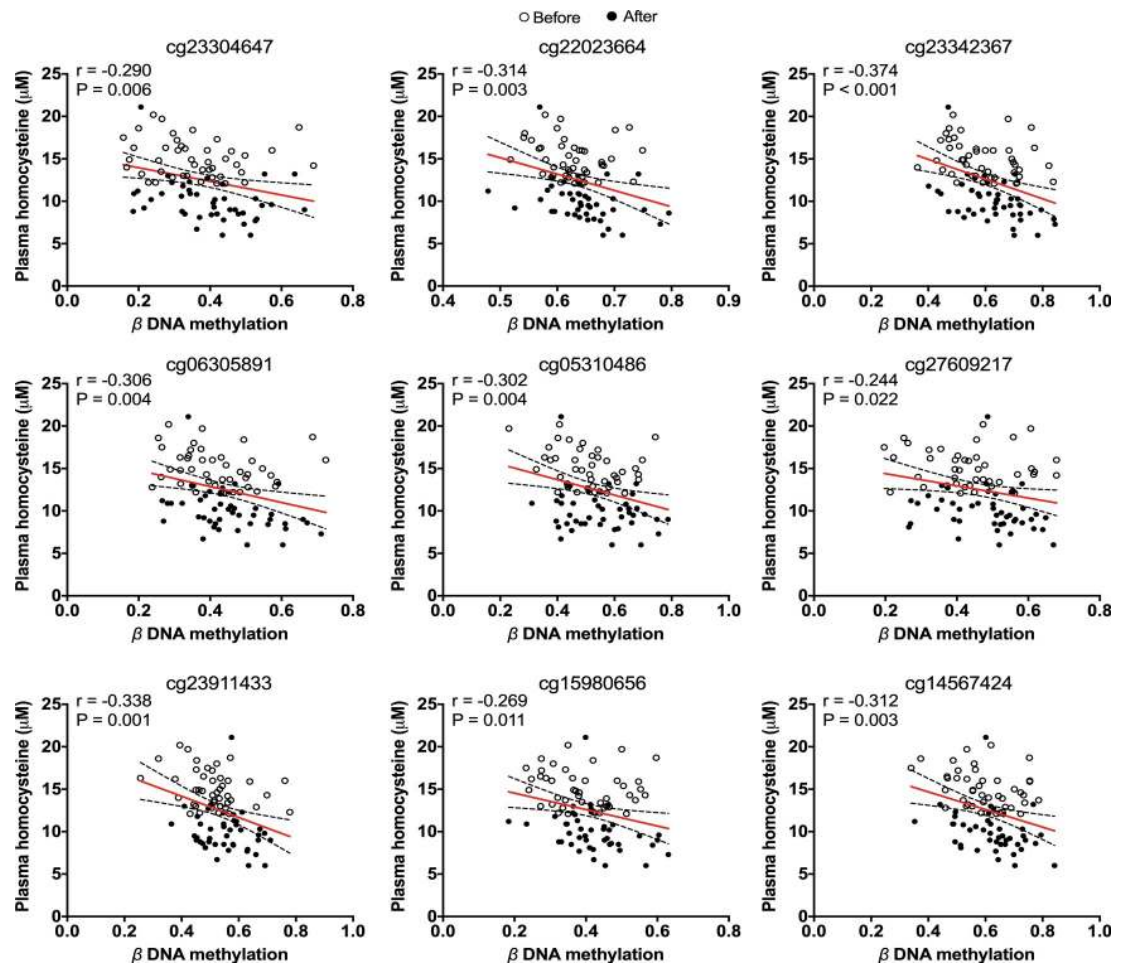 ○ Before ● After
cg23304647
r = -0.290
P = 0.006
Plasma homocysteine (µM)
25
20
15
10
5
0
0.0 0.2 0.4 0.6 0.8
β DNA methylation
cg22023664
r = -0.314
P = 0.003
Plasma homocysteine (µM)
25
20
15
10
5
0
0.4 0.5 0.6 0.7 0.8 0.9
β DNA methylation
cg23342367
r = -0.374
P < 0.001
Plasma homocysteine (µM)
25
20
15
10
5
0
0.0 0.2 0.4 0.6 0.8 1.0
β DNA methylation
cg06305891
r = -0.306
P = 0.004
Plasma homocysteine (µM)
25
20
15
10
5
0
0.0 0.2 0.4 0.6 0.8
β DNA methylation
cg05310486
r = -0.302
P = 0.004
Plasma homocysteine (µM)
25
20
15
10
5
0
0.0 0.2 0.4 0.6 0.8 1.0
β DNA methylation
cg27609217
r = -0.244
P = 0.022
Plasma homocysteine (µM)
25
20
15
10
5
0
0.0 0.2 0.4 0.6 0.8
β DNA methylation
cg23911433
r = -0.338
P = 0.001
Plasma homocysteine (µM)
25
20
15
10
5
0
0.0 0.2 0.4 0.6 0.8 1.0
β DNA methylation
cg15980656
r = -0.269
P = 0.011
Plasma homocysteine (µM)
25
20
15
10
5
0
0.0 0.2 0.4 0.6 0.8
β DNA methylation
cg14567424
r = -0.312
P = 0.003
Plasma homocysteine (µM)
25
20
15
10
5
0
0.0 0.2 0.4 0.6 0.8 1.0
β DNA methylation